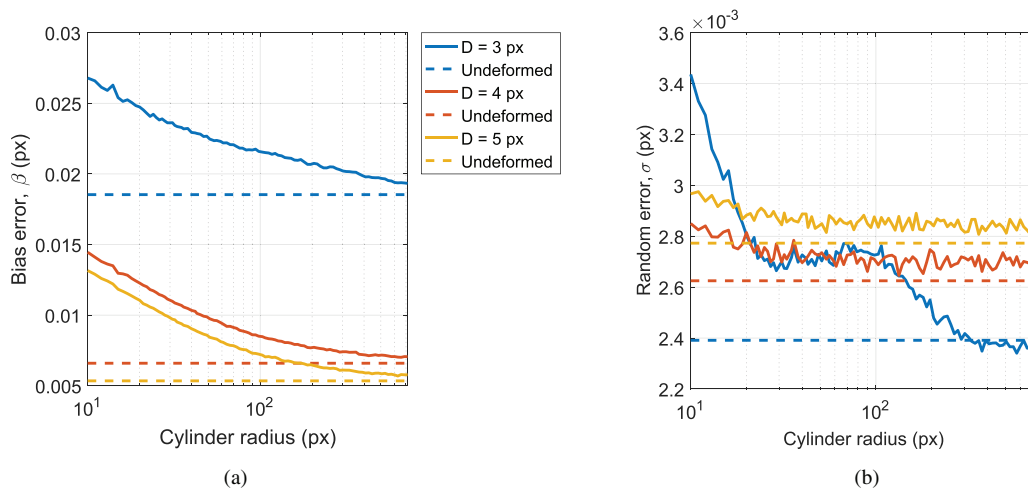 0.03
0.025
0.02
0.015
0.01
0.005
Bias error, β (px)
10^1
10^2
Cylinder radius (px)
(a)
D = 3 px
Undeformed
D = 4 px
Undeformed
D = 5 px
Undeformed
×10^-3
3.6
3.4
3.2
3
2.8
2.6
2.4
2.2
Random error, σ (px)
10^1
10^2
Cylinder radius (px)
(b)